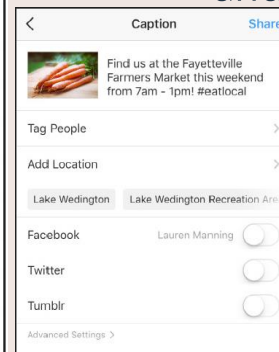 Caption
Share
Find us at the Fayetteville
Farmers Market this weekend
from 7am - 1pm! #eatlocal
Tag People
Add Location
Lake Wedington
Lake Wedington Recreation Are
Facebook
Lauren Manning
Twitter
Tumblr
Advanced Settings >